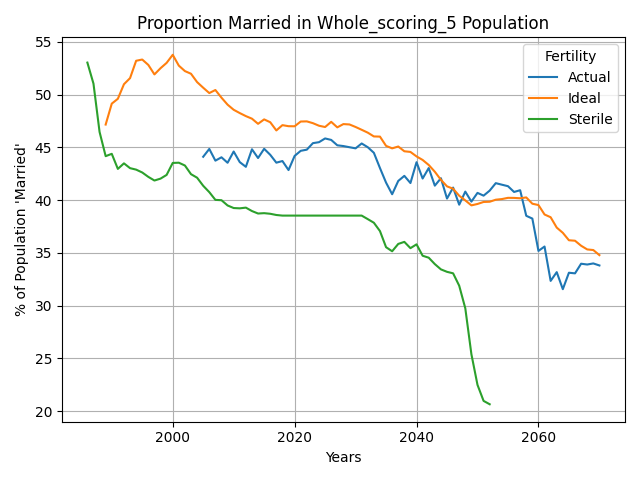 Proportion Married in Whole_scoring_5 Population
Fertility
Actual
Ideal
Sterile
% of Population 'Married'
55
50
45
40
35
30
25
20
2000
2020
2040
2060
Years